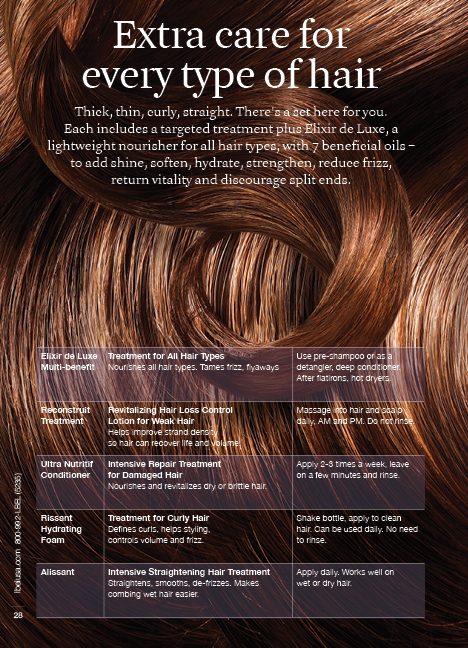 Extra care for
every type of hair
Thick, thin, curly, straight. There's a set here for you.
Each includes a targeted treatment plus Elixir de Luxe, a
lightweight nourisher for all hair types, with 7 beneficial oils –
to add shine, soften, hydrate, strengthen, reduce frizz,
return vitality and discourage split ends.
Elixir de Luxe
Multi-benefit
Treatment for All Hair Types
Nourishes all hair types. Tames frizz, flyaways
Use pre-shampoo or as a
detangler, deep conditioner.
After flatirons, hot dryers.
Reconstruit
Treatment
Revitalizing Hair Loss Control
Lotion for Weak Hair
Helps improve strand density
so hair can recover life and volume.
Massage into hair and scalp
daily, AM and PM. Do not rinse.
Ultra Nutritif
Conditioner
Intensive Repair Treatment
for Damaged Hair
Nourishes and revitalizes dry or brittle hair.
Apply 2-3 times a week, leave
on a few minutes and rinse.
Rissant
Hydrating
Foam
Treatment for Curly Hair
Defines curls, helps styling,
controls volume and frizz.
Shake bottle, apply to clean
hair. Can be used daily. No need
to rinse.
Alissant
Intensive Straightening Hair Treatment
Straightens, smooths, de-frizzes. Makes
combing wet hair easier.
Apply daily. Works well on
wet or dry hair.
lbelusa.com 800-992-LBEL (5235)
28